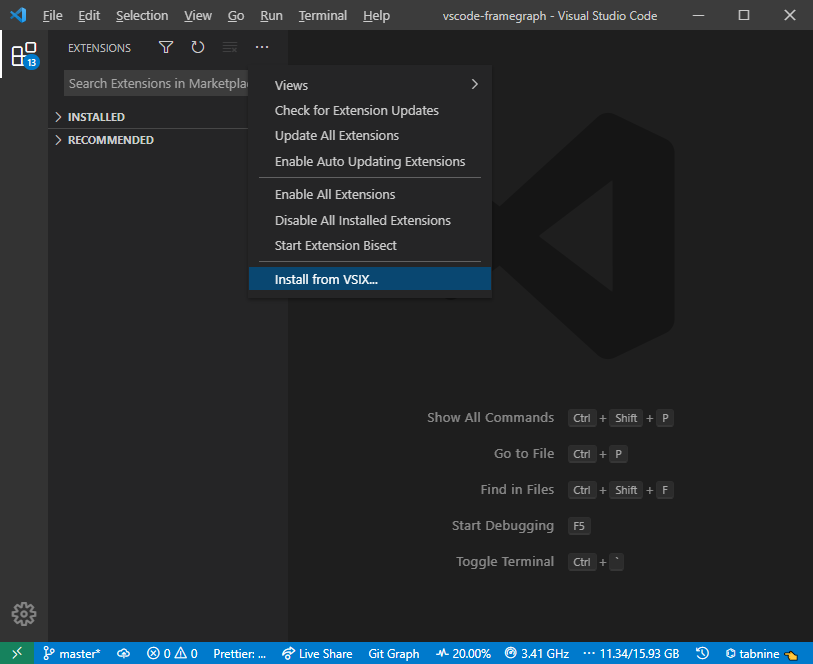 File Edit Selection View Go Run Terminal Help vscode-framegraph - Visual Studio Code
EXTENSIONS
13
Search Extensions in Marketpla
INSTALLED
RECOMMENDED
Views
Check for Extension Updates
Update All Extensions
Enable Auto Updating Extensions
Enable All Extensions
Disable All Installed Extensions
Start Extension Bisect
Install from VSIX...
Show All Commands Ctrl + Shift + P
Go to File Ctrl + P
Find in Files Ctrl + Shift + F
Start Debugging F5
Toggle Terminal Ctrl + `
master* 0 0 Prettier: ... Live Share Git Graph 20.00% 3.41 GHz 11.34/15.93 GB tabnine